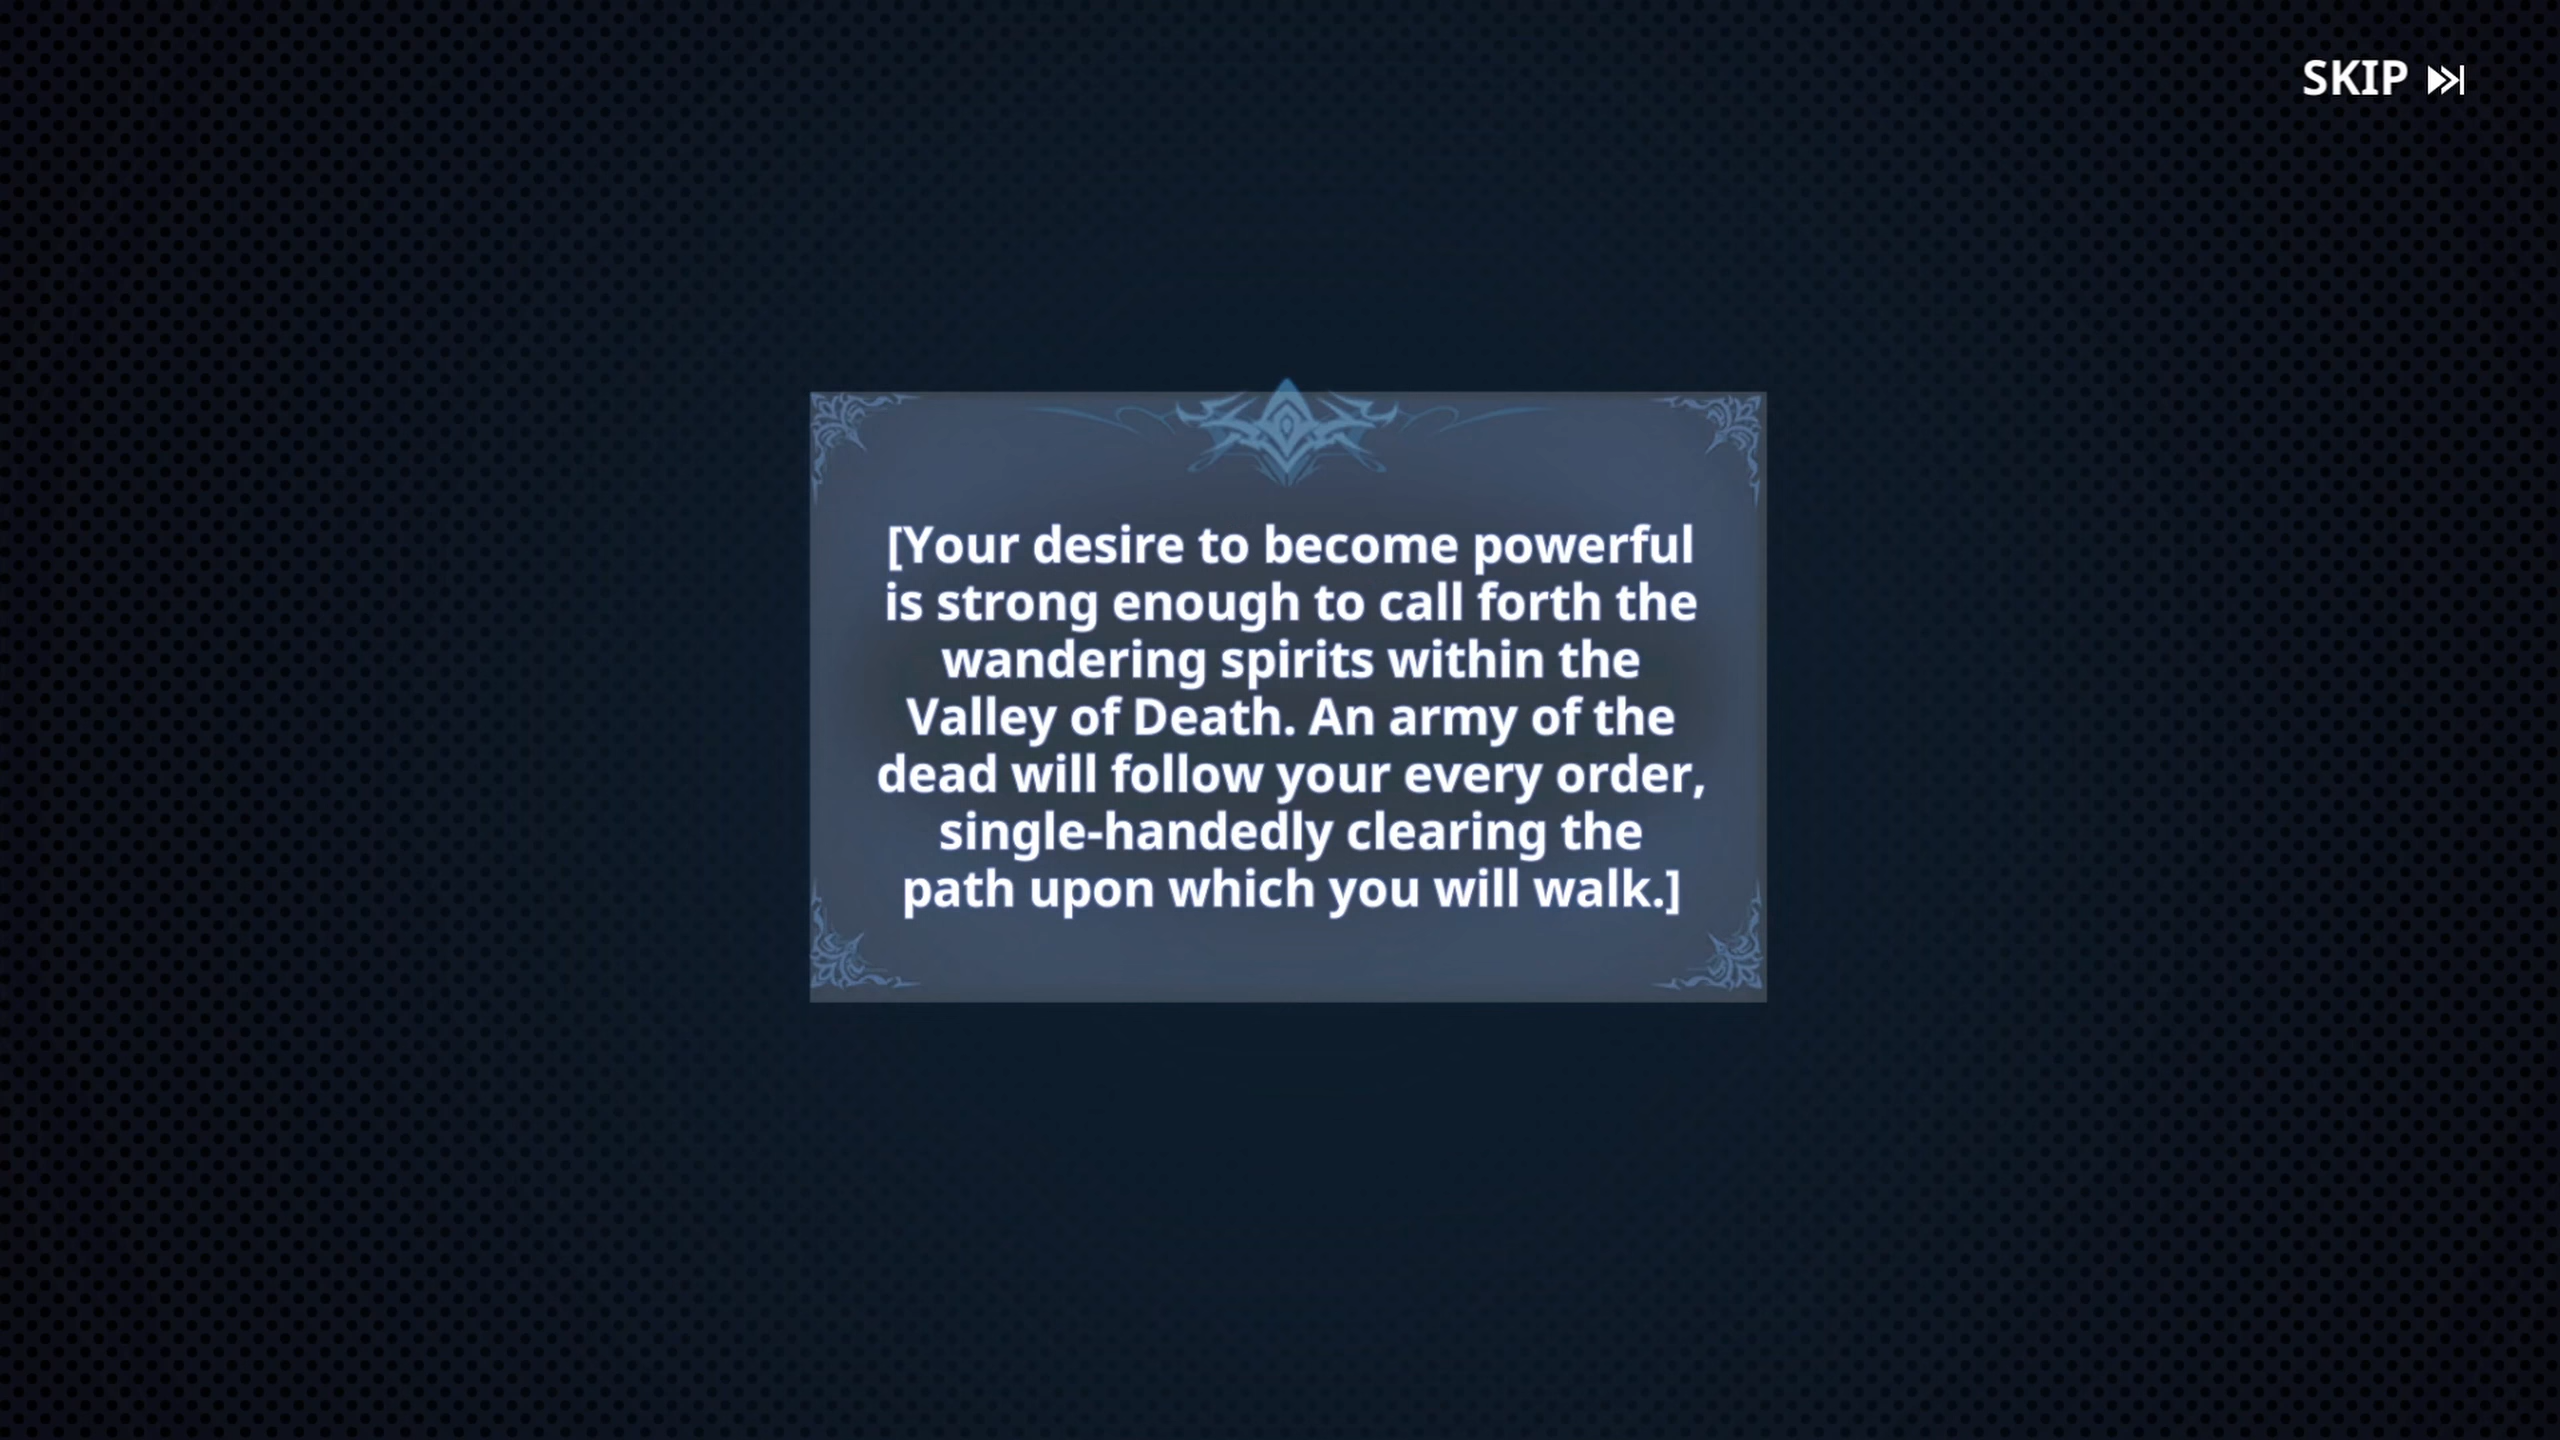 SKIP
[Your desire to become powerful
is strong enough to call forth the
wandering spirits within the
Valley of Death. An army of the
dead will follow your every order,
single-handedly clearing the
path upon which you will walk.]